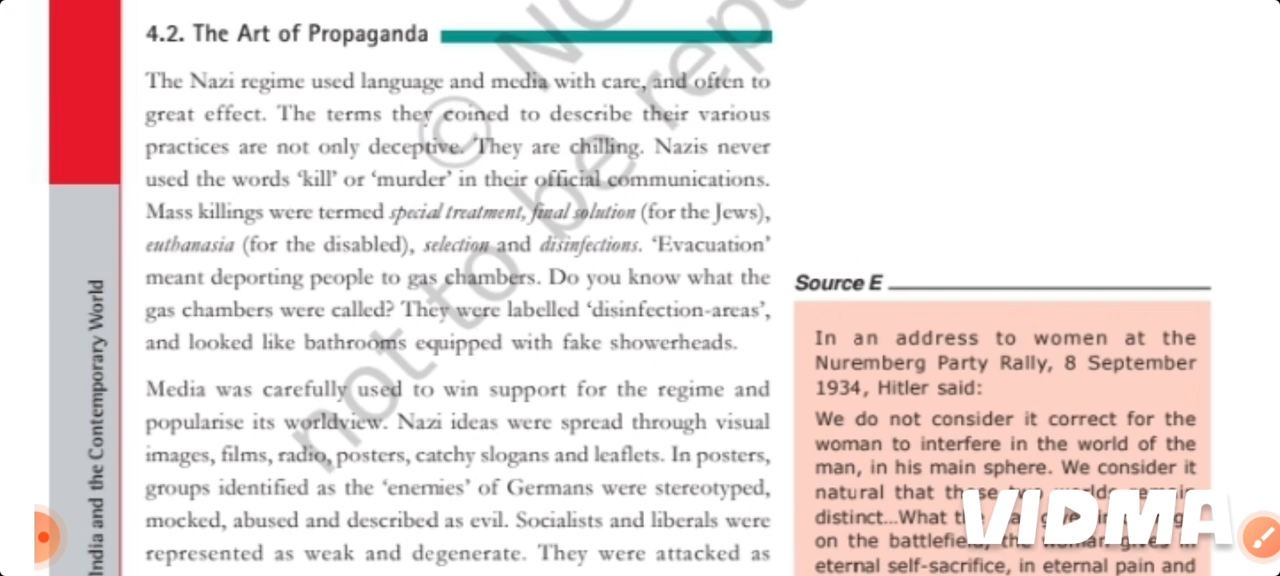 4.2. The Art of Propaganda
The Nazi regime used language and media with care, and often to
great effect. The terms they coined to describe their various
practices are not only deceptive. They are chilling. Nazis never
used the words ‘kill’ or ‘murder’ in their official communications.
Mass killings were termed special treatment, final solution (for the Jews),
euthanasia (for the disabled), selection and disinfections. ‘Evacuation’
meant deporting people to gas chambers. Do you know what the
gas chambers were called? They were labelled ‘disinfection-areas’,
and looked like bathrooms equipped with fake showerheads.
Media was carefully used to win support for the regime and
popularise its worldview. Nazi ideas were spread through visual
images, films, radio, posters, catchy slogans and leaflets. In posters,
groups identified as the ‘enemies’ of Germans were stereotyped,
mocked, abused and described as evil. Socialists and liberals were
represented as weak and degenerate. They were attacked as
Source E
In an address to women at the
Nuremberg Party Rally, 8 September
1934, Hitler said:
We do not consider it correct for the
woman to interfere in the world of the
man, in his main sphere. We consider it
natural that these
distinct...What
on the battlefield, the
eternal self-sacrifice, in eternal pain and
India and the Contemporary World
© NC
not to be repu
VIDMA